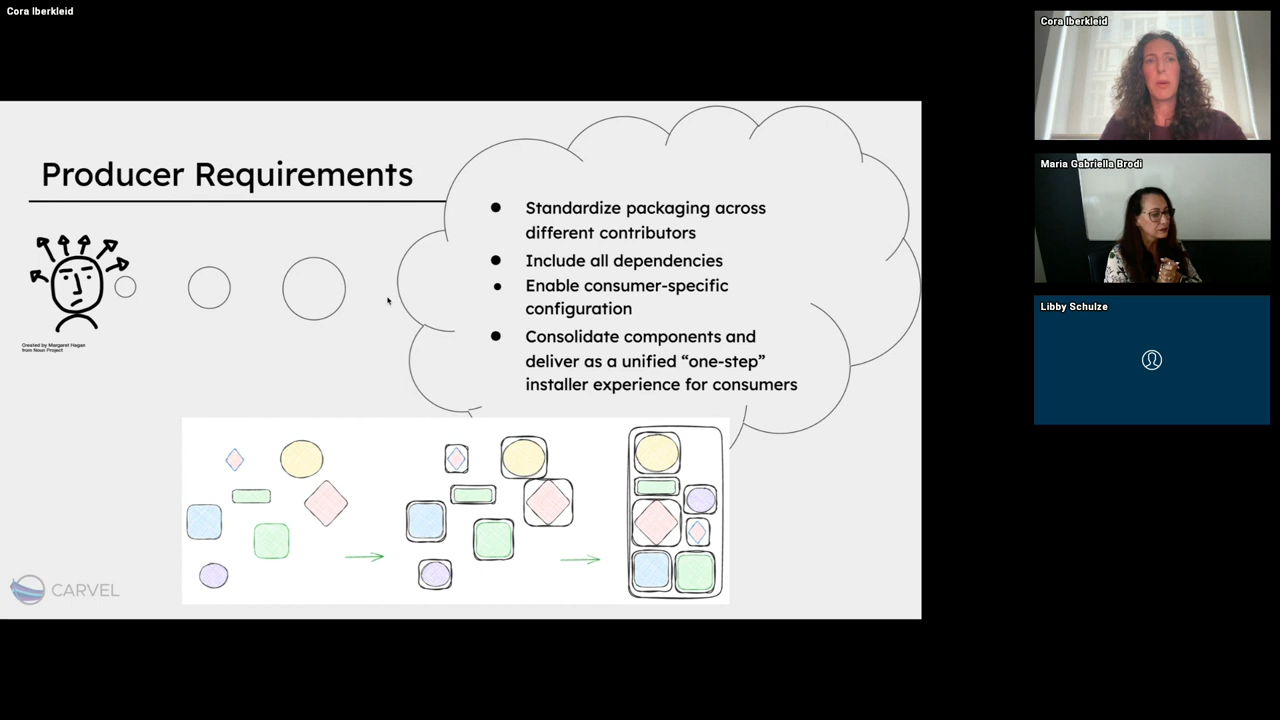 Cora Iberkleid
Producer Requirements
Standardize packaging across
different contributors
Include all dependencies
Enable consumer-specific
configuration
Consolidate components and
deliver as a unified “one-step”
installer experience for consumers
Created by Margaret Hagan
from Noun Project
CARVEL
Cora Iberkleid
Maria Gabriella Brodi
Libby Schulze